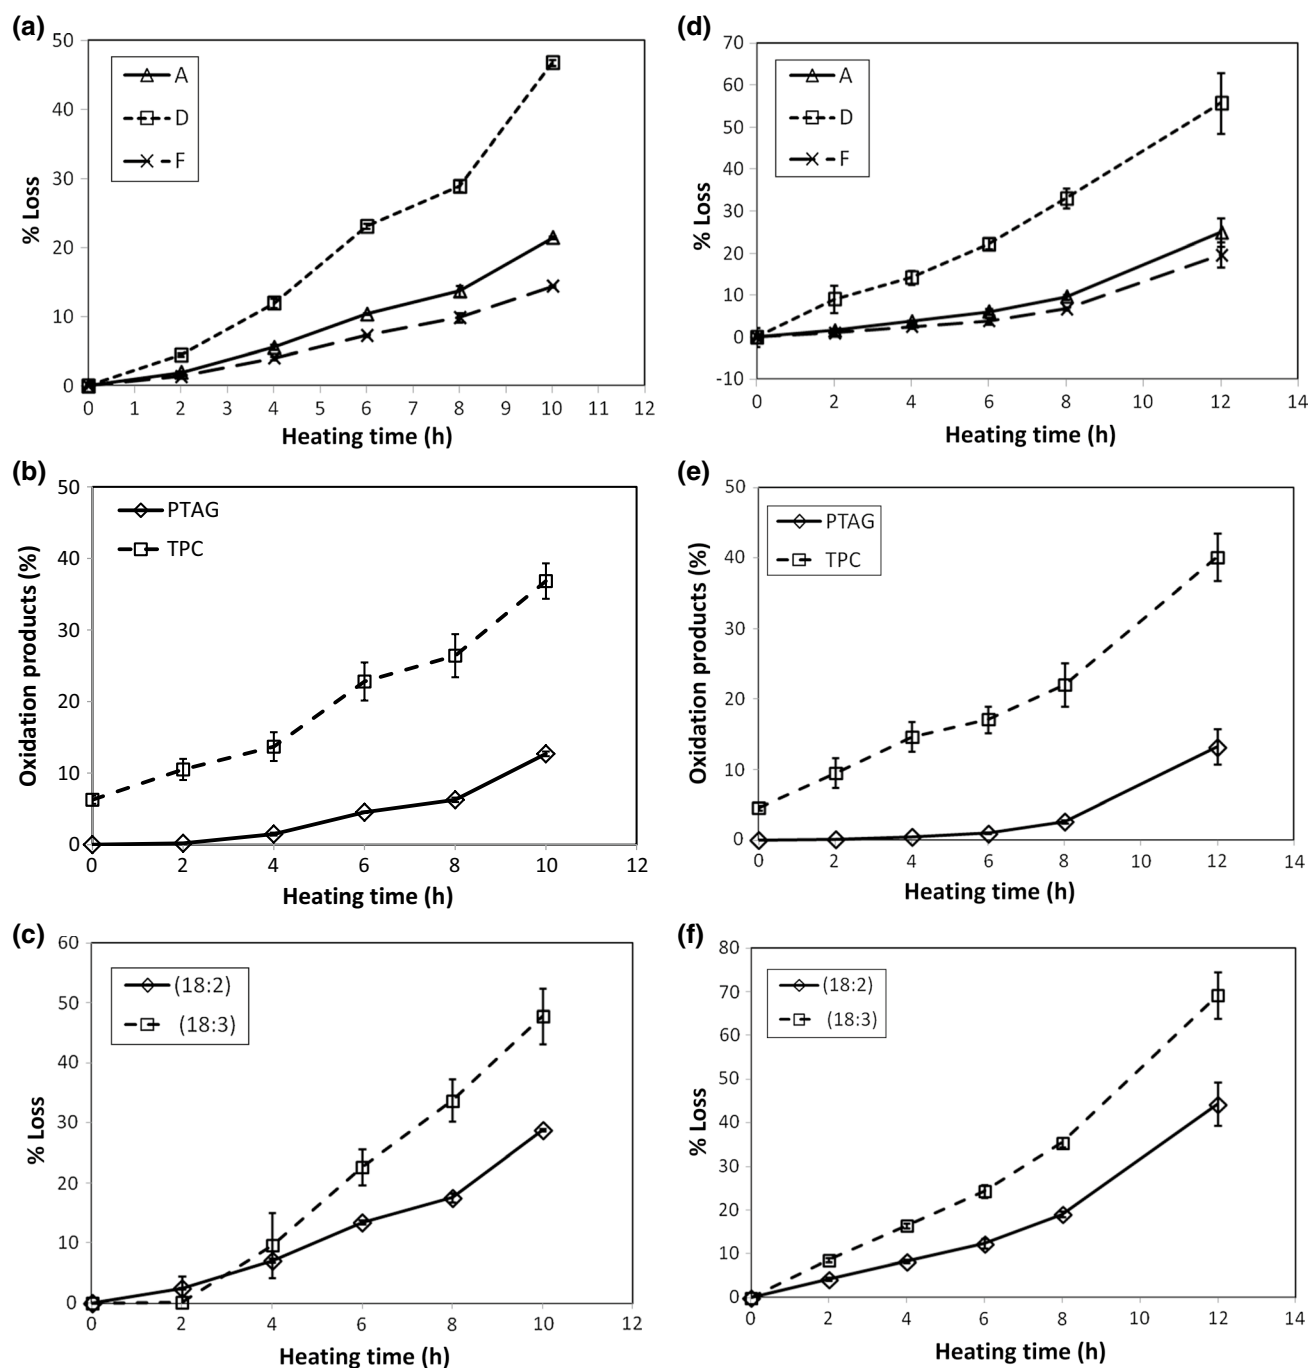 (a)
50
40
30
20
10
0
% Loss
A
D
F
0 1 2 3 4 5 6 7 8 9 10 11 12
Heating time (h)
(d)
70
60
50
40
30
20
10
0
-10
% Loss
A
D
F
0 2 4 6 8 10 12 14
Heating time (h)
(b)
50
40
30
20
10
0
Oxidation products (%)
PTAG
TPC
0 2 4 6 8 10 12
Heating time (h)
(e)
50
40
30
20
10
0
Oxidation products (%)
PTAG
TPC
0 2 4 6 8 10 12 14
Heating time (h)
(c)
60
50
40
30
20
10
0
% Loss
(18:2)
(18:3)
0 2 4 6 8 10 12
Heating time (h)
(f)
80
70
60
50
40
30
20
10
0
% Loss
(18:2)
(18:3)
0 2 4 6 8 10 12 14
Heating time (h)